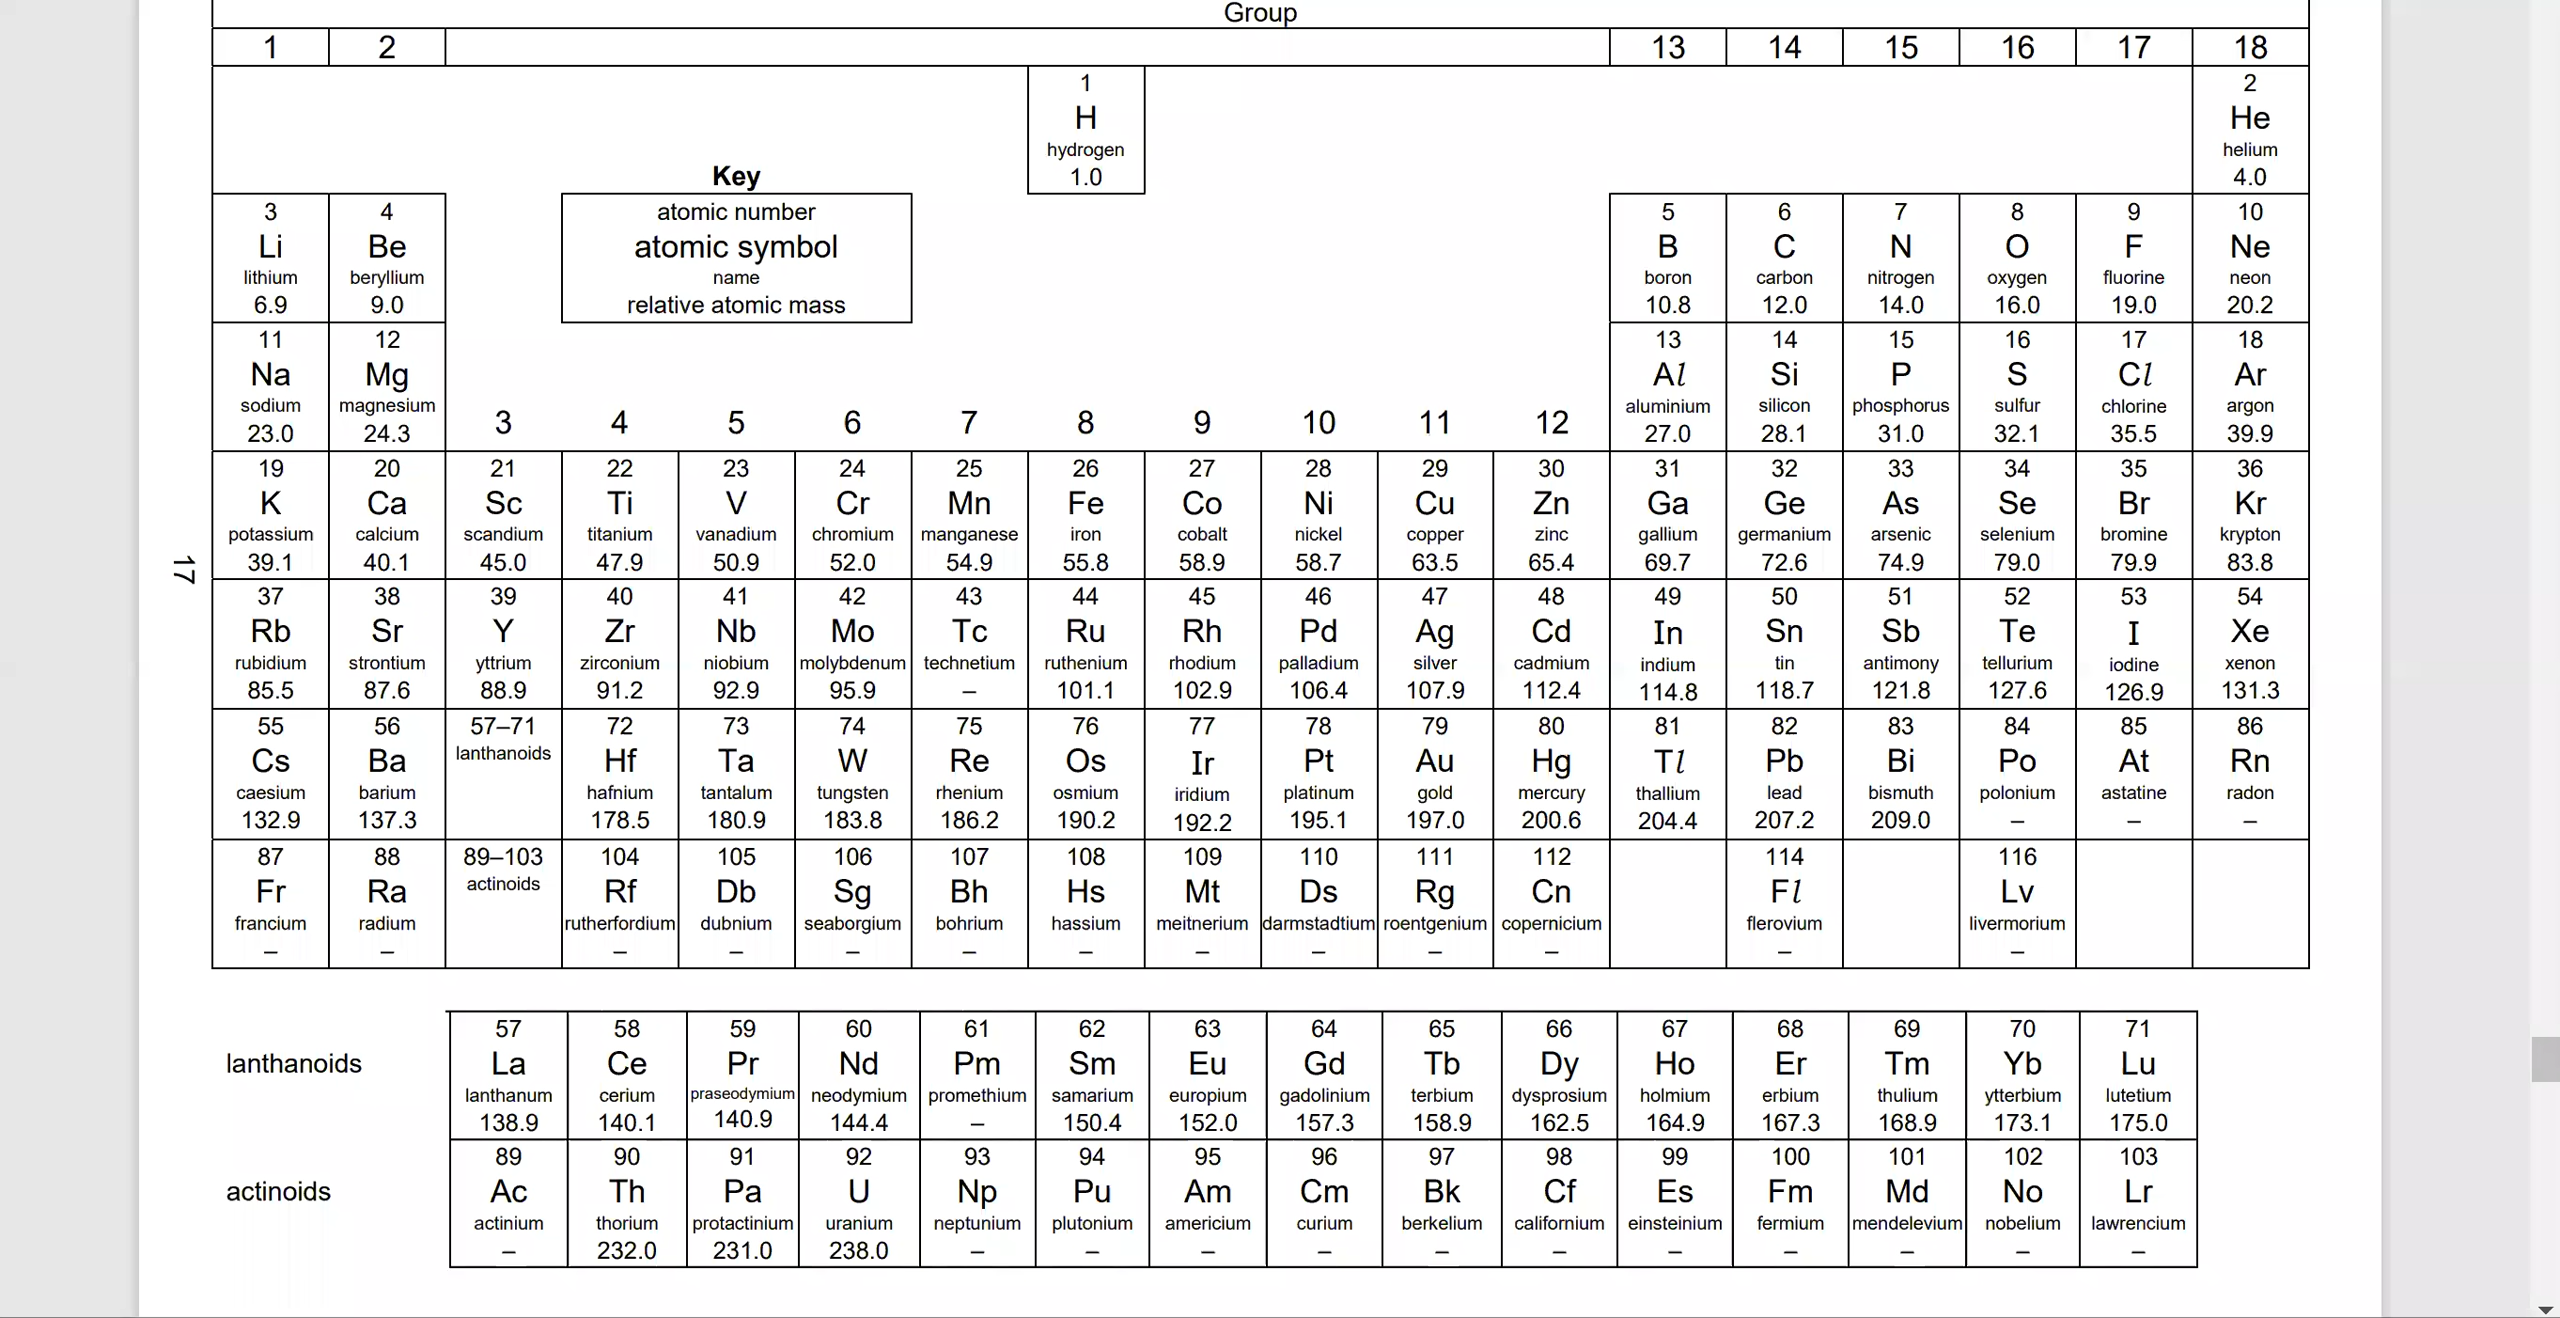 Group
1 2 13 14 15 16 17 18
1 2
H He
hydrogen helium
Key 1.0 4.0
3 4 atomic number 5 6 7 8 9 10
Li Be atomic symbol B C N O F Ne
lithium beryllium name boron carbon nitrogen oxygen fluorine neon
6.9 9.0 relative atomic mass 10.8 12.0 14.0 16.0 19.0 20.2
11 12 13 14 15 16 17 18
Na Mg Al Si P S Cl Ar
sodium magnesium aluminium silicon phosphorus sulfur chlorine argon
23.0 24.3 3 4 5 6 7 8 9 10 11 12 27.0 28.1 31.0 32.1 35.5 39.9
19 20 21 22 23 24 25 26 27 28 29 30 31 32 33 34 35 36
K Ca Sc Ti V Cr Mn Fe Co Ni Cu Zn Ga Ge As Se Br Kr
potassium calcium scandium titanium vanadium chromium manganese iron cobalt nickel copper zinc gallium germanium arsenic selenium bromine krypton
39.1 40.1 45.0 47.9 50.9 52.0 54.9 55.8 58.9 58.7 63.5 65.4 69.7 72.6 74.9 79.0 79.9 83.8
17
37 38 39 40 41 42 43 44 45 46 47 48 49 50 51 52 53 54
Rb Sr Y Zr Nb Mo Tc Ru Rh Pd Ag Cd In Sn Sb Te I Xe
rubidium strontium yttrium zirconium niobium molybdenum technetium ruthenium rhodium palladium silver cadmium indium tin antimony tellurium iodine xenon
85.5 87.6 88.9 91.2 92.9 95.9 – 101.1 102.9 106.4 107.9 112.4 114.8 118.7 121.8 127.6 126.9 131.3
55 56 57–71 72 73 74 75 76 77 78 79 80 81 82 83 84 85 86
Cs Ba lanthanoids Hf Ta W Re Os Ir Pt Au Hg Tl Pb Bi Po At Rn
caesium barium hafnium tantalum tungsten rhenium osmium iridium platinum gold mercury thallium lead bismuth polonium astatine radon
132.9 137.3 178.5 180.9 183.8 186.2 190.2 192.2 195.1 197.0 200.6 204.4 207.2 209.0 – – –
87 88 89–103 104 105 106 107 108 109 110 111 112 114 116
Fr Ra actinoids Rf Db Sg Bh Hs Mt Ds Rg Cn Fl Lv
francium radium rutherfordium dubnium seaborgium bohrium hassium meitnerium darmstadtium roentgenium copernicium flerovium livermorium
– – – – – – – – – – – – –
57 58 59 60 61 62 63 64 65 66 67 68 69 70 71
lanthanoids La Ce Pr Nd Pm Sm Eu Gd Tb Dy Ho Er Tm Yb Lu
lanthanum cerium praseodymium neodymium promethium samarium europium gadolinium terbium dysprosium holmium erbium thulium ytterbium lutetium
138.9 140.1 140.9 144.4 – 150.4 152.0 157.3 158.9 162.5 164.9 167.3 168.9 173.1 175.0
89 90 91 92 93 94 95 96 97 98 99 100 101 102 103
actinoids Ac Th Pa U Np Pu Am Cm Bk Cf Es Fm Md No Lr
actinium thorium protactinium uranium neptunium plutonium americium curium berkelium californium einsteinium fermium mendelevium nobelium lawrencium
– 232.0 231.0 238.0 – – – – – – – – – – –